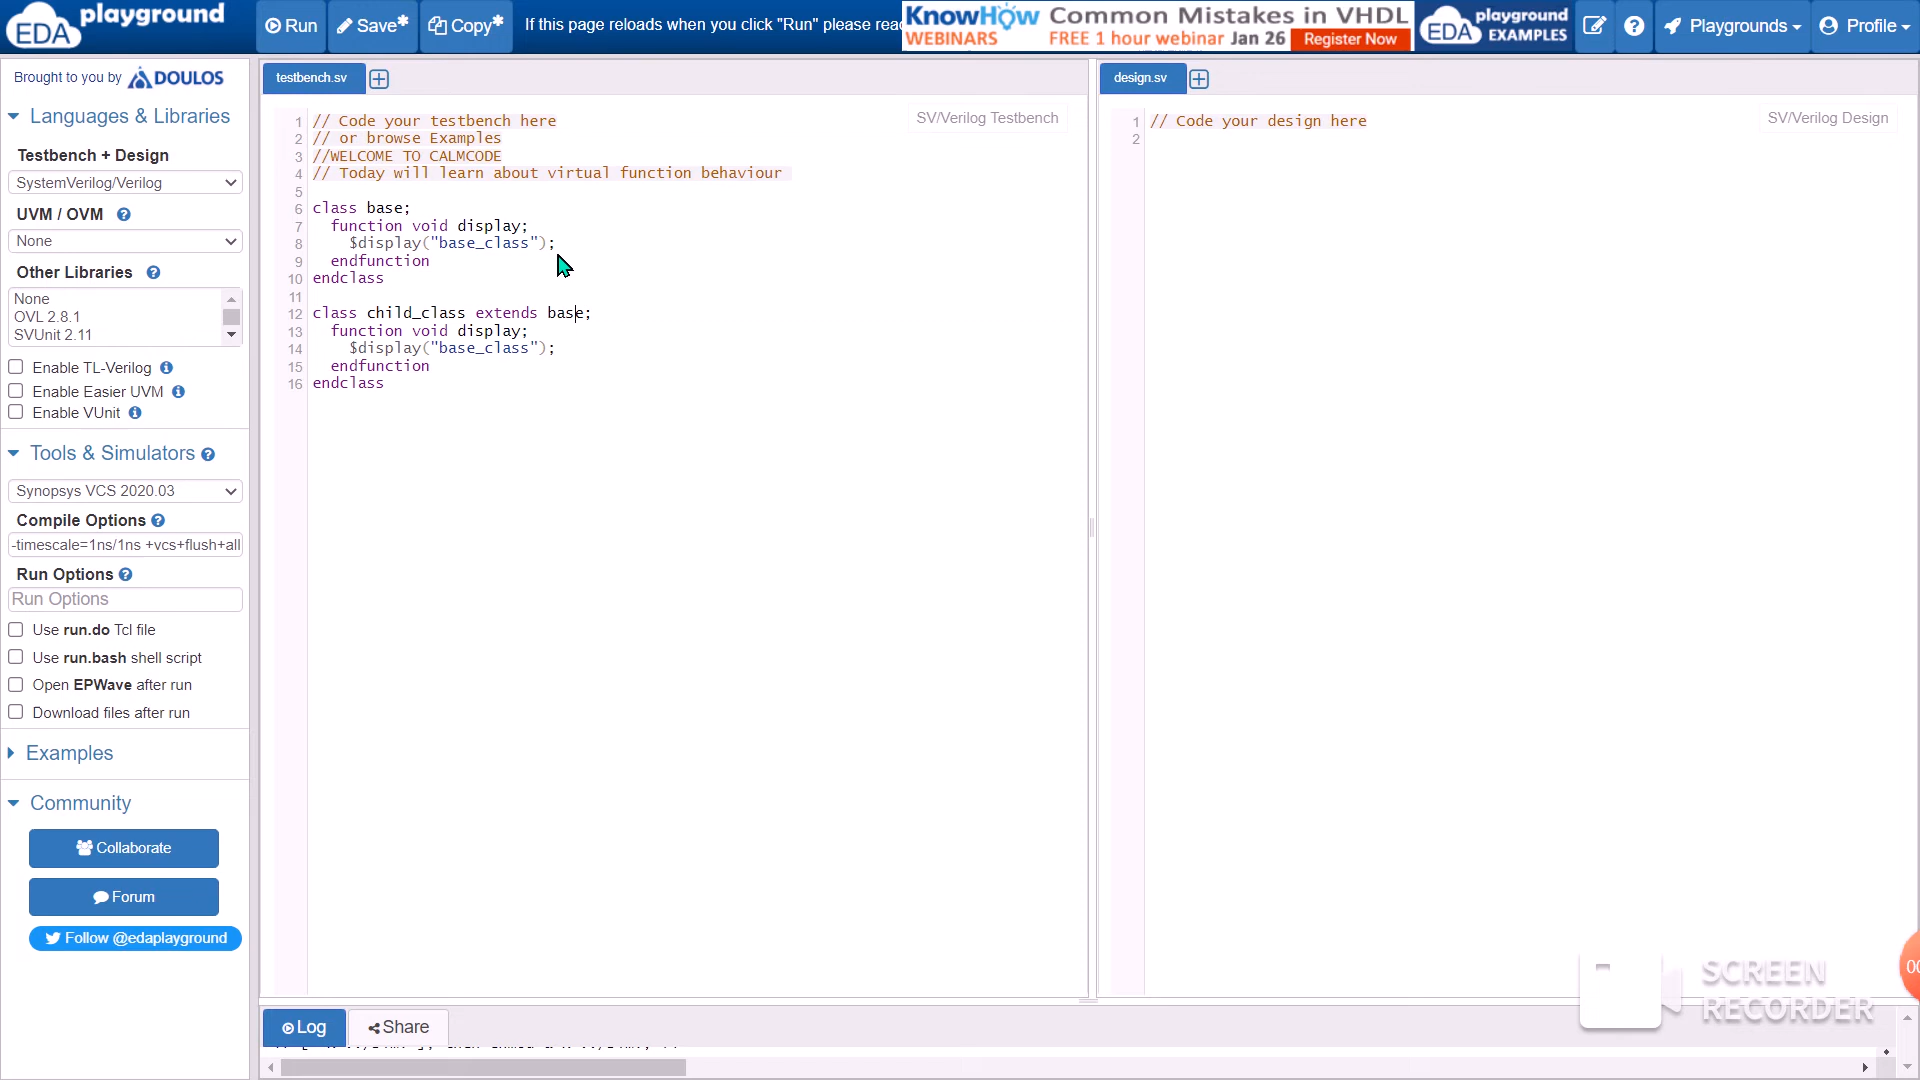 EDA playground
Run
Save*
Copy*
If this page reloads when you click "Run" please
KnowHow WEBINARS
Common Mistakes in VHDL
FREE 1 hour webinar Jan 26 Register Now
EDA playground EXAMPLES
Playgrounds
Profile
Brought to you by DOULOS
Languages & Libraries
Testbench + Design
SystemVerilog/Verilog
UVM / OVM
None
Other Libraries
None
OVL 2.8.1
SVUnit 2.11
Enable TL-Verilog
Enable Easier UVM
Enable VUnit
Tools & Simulators
Synopsys VCS 2020.03
Compile Options
-timescale=1ns/1ns +vcs+flush+all
Run Options
Run Options
Use run.do Tcl file
Use run.bash shell script
Open EPWave after run
Download files after run
Examples
Community
Collaborate
Forum
Follow @edaplayground
testbench.sv
SV/Verilog Testbench
1 // Code your testbench here
2 // or browse Examples
3 //WELCOME TO CALMCODE
4 // Today will learn about virtual function behaviour
5
6 class base;
7 function void display;
8 $display("base_class");
9 endfunction
10 endclass
11
12 class child_class extends base;
13 function void display;
14 $display("base_class");
15 endfunction
16 endclass
design.sv
SV/Verilog Design
1 // Code your design here
2
Log
Share
SCREEN
RECORDER